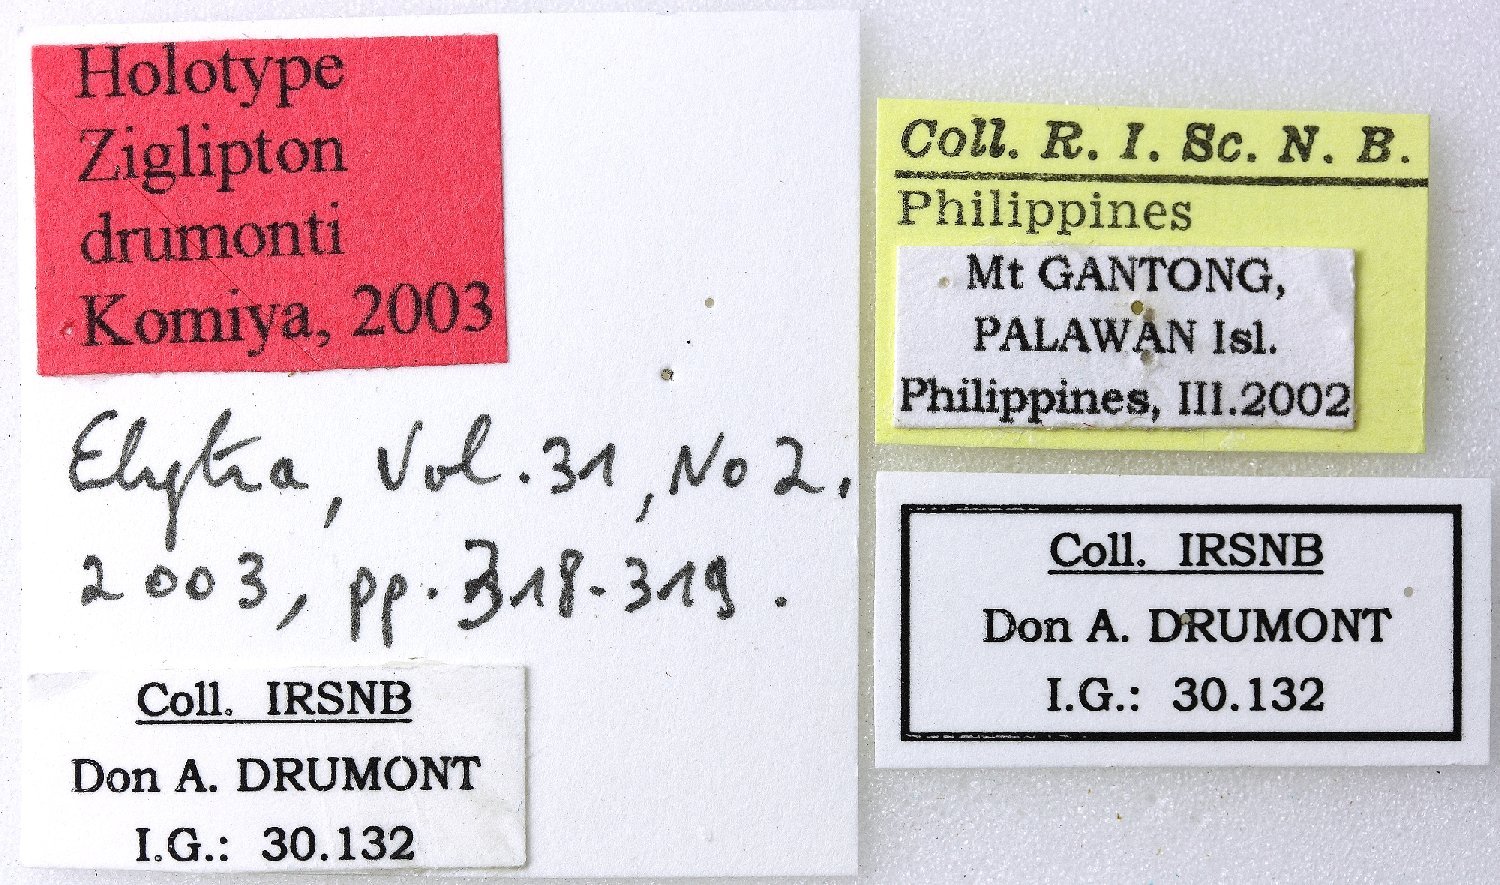 Holotype
Ziglipton
drumonti
Komiya, 2003
Elytra, Vol. 31, No 2.
2003, pp. 318-319.
Coll. IRSNB
Don A. DRUMONT
I.G.: 30.132
Coll. R. I. Sc. N. B.
Philippines
Mt GANTONG,
PALAWAN Isl.
Philippines, III.2002
Coll. IRSNB
Don A. DRUMONT
I.G.: 30.132